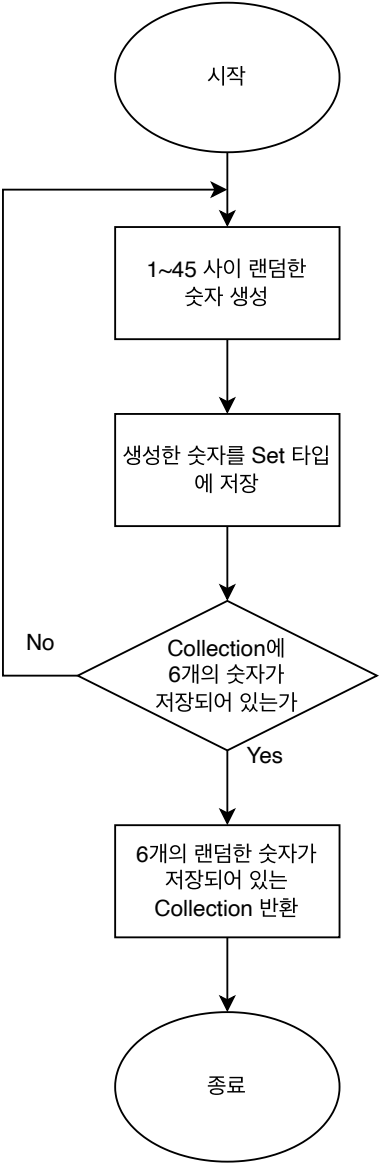 시작
1~45 사이 랜덤한
숫자 생성
생성한 숫자를 Set 타입
에 저장
No
Collection에
6개의 숫자가
저장되어 있는가
Yes
6개의 랜덤한 숫자가
저장되어 있는
Collection 반환
종료